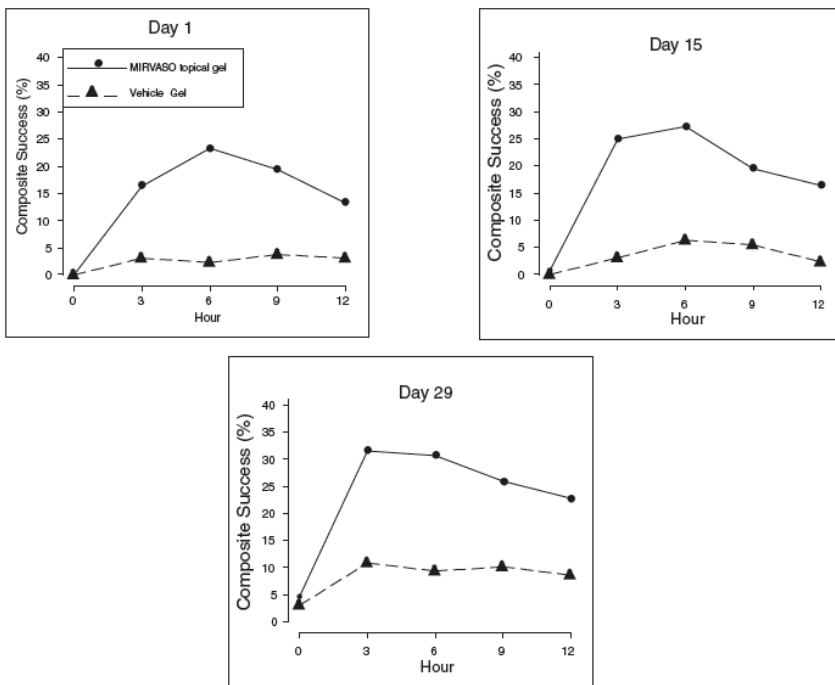 Day 1
MIRVASO topical gel
Vehicle Gel
Composite Success (%)
40
35
30
25
20
15
10
5
0
0 3 6 9 12
Hour
Day 15
Composite Success (%)
40
35
30
25
20
15
10
5
0
0 3 6 9 12
Hour
Day 29
Composite Success (%)
40
35
30
25
20
15
10
5
0
0 3 6 9 12
Hour